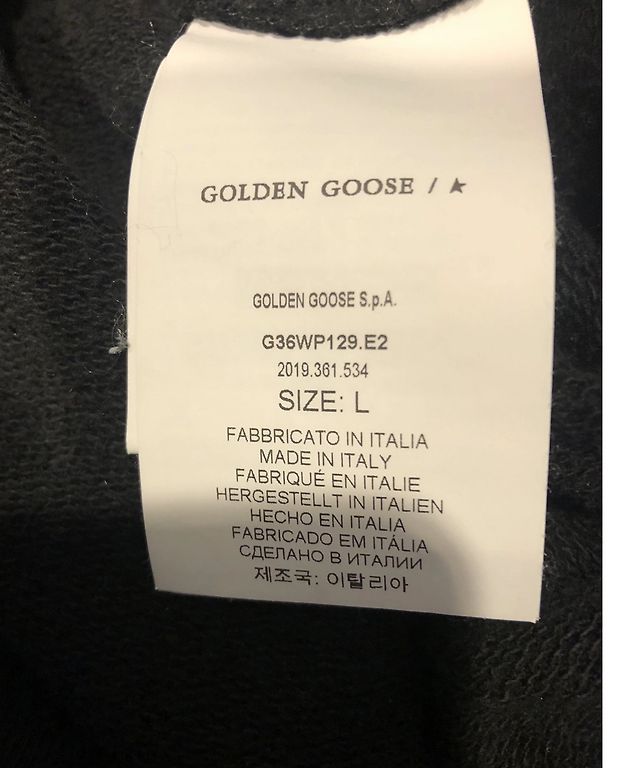 GOLDEN GOOSE / ★
GOLDEN GOOSE S.p.A.
G36WP129.E2
2019.361.534
SIZE: L
FABBRICATO IN ITALIA
MADE IN ITALY
FABRIQUÉ EN ITALIE
HERGESTELLT IN ITALIEN
HECHO EN ITALIA
FABRICADO EM ITÁLIA
СДЕЛАНО В ИТАЛИИ
제조국: 이탈리아